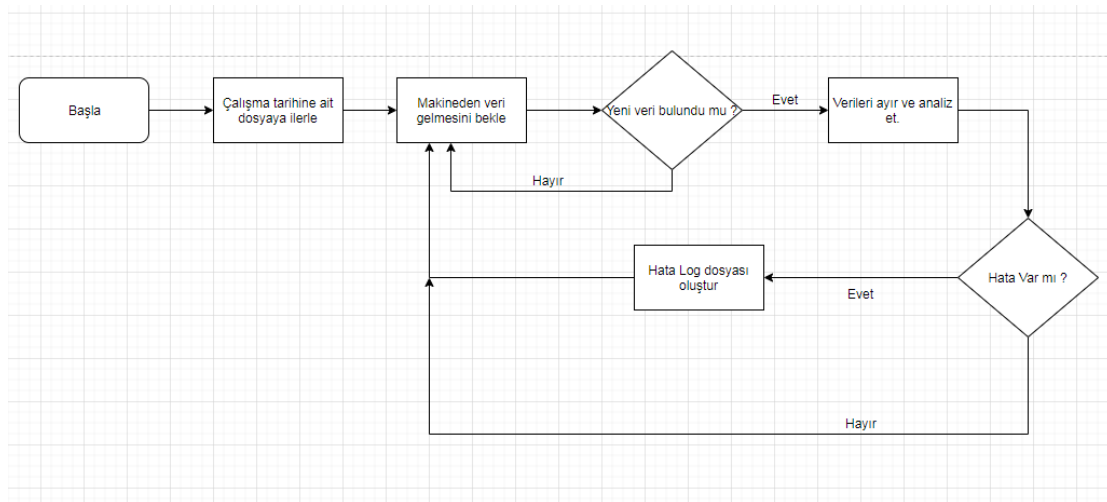 Başla
Çalışma tarihine ait
dosyaya ilerle
Makineden veri
gelmesini bekle
Yeni veri bulundu mu ?
Evet
Verileri ayır ve analiz
et.
Hayır
Hata Log dosyası
oluştur
Evet
Hata Var mı ?
Hayır